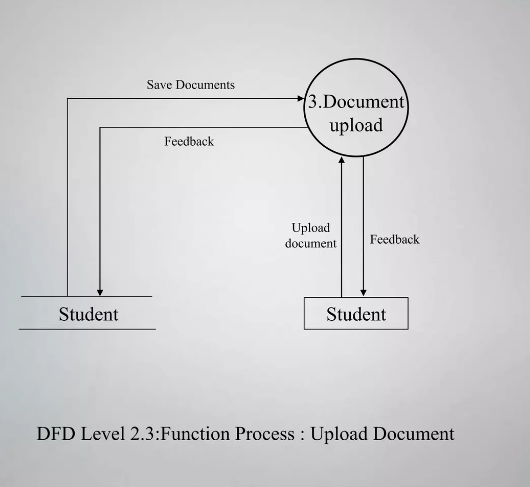 Save Documents
3.Document
upload
Feedback
Upload
document
Feedback
Student
Student
DFD Level 2.3:Function Process : Upload Document